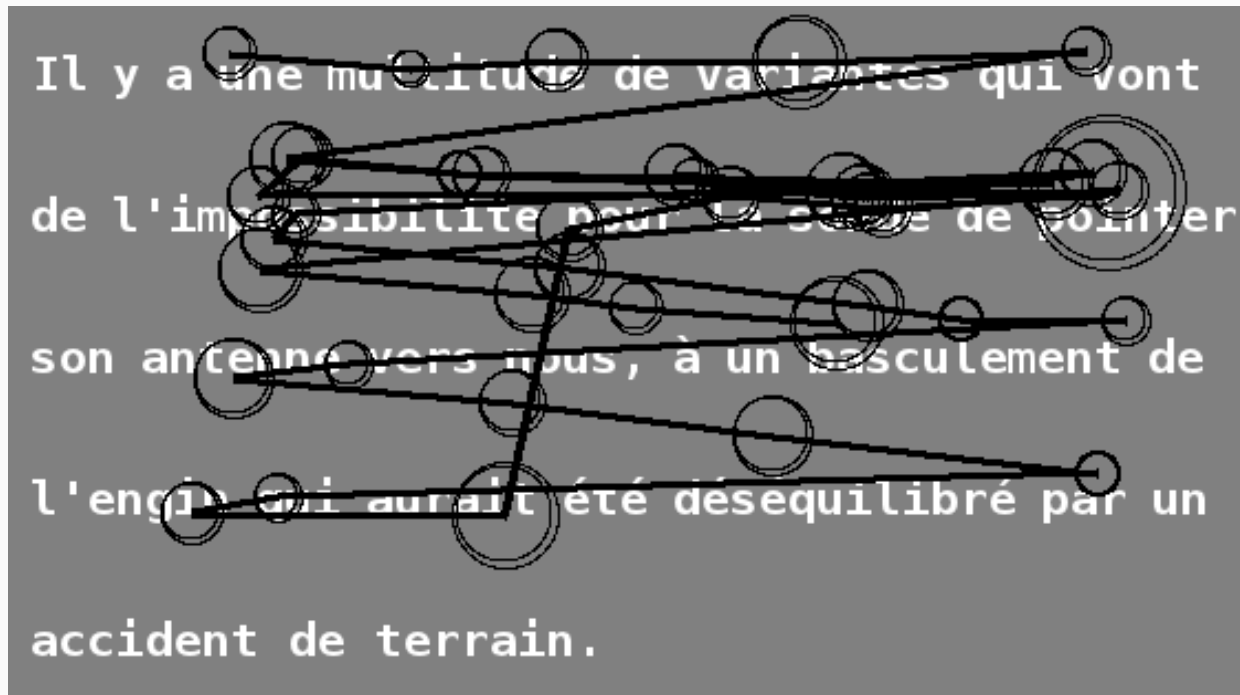 Il y a une multitude de variantes qui vont
de l'impossibilité pour la sonde de pointer
son antenne vers nous, à un basculement de
l'engin qui aurait été désequilibré par un
accident de terrain.